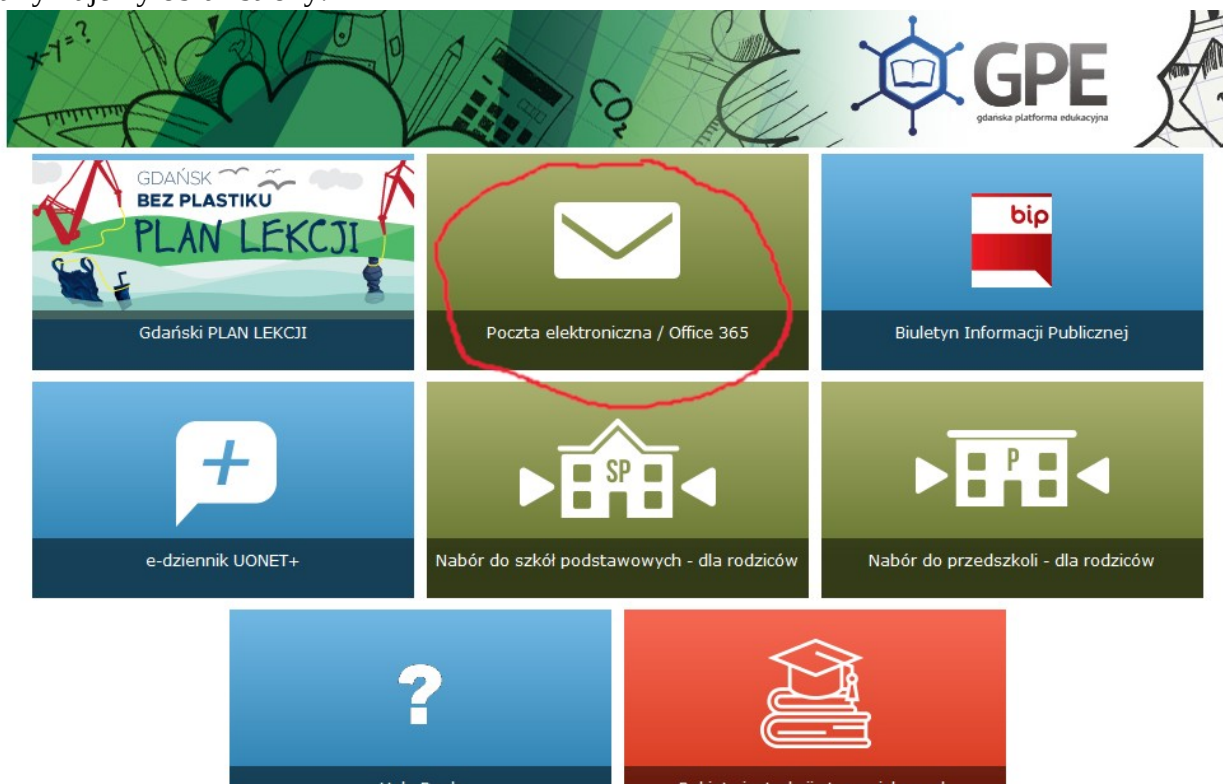 x-y=?
CO2
GPE
gdańska platforma edukacyjna
GDAŃSK
BEZ PLASTIKU
PLAN LEKCJI
bip
Gdański PLAN LEKCJI
Poczta elektroniczna / Office 365
Biuletyn Informacji Publicznej
+
SP
P
e-dziennik UONET+
Nabór do szkół podstawowych - dla rodziców
Nabór do przedszkoli - dla rodziców
?